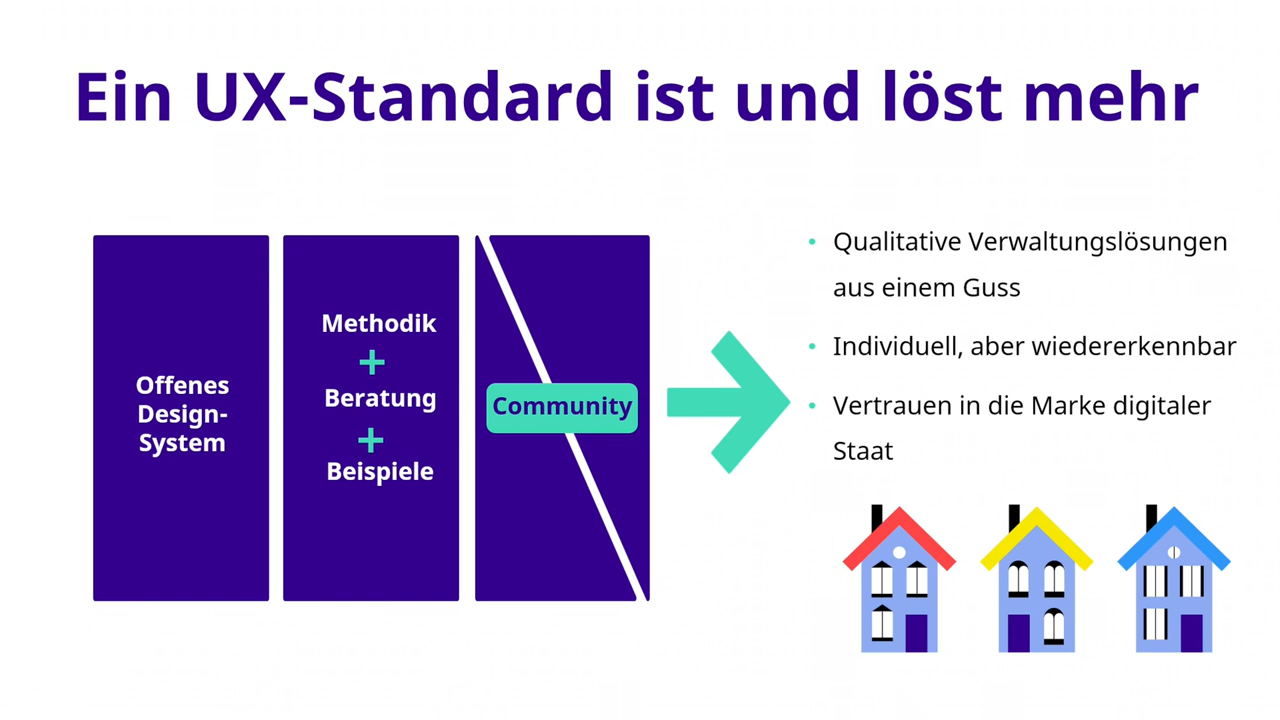 Ein UX-Standard ist und löst mehr
Offenes
Design-
System
Methodik
+
Beratung
+
Beispiele
Community
• Qualitative Verwaltungslösungen
aus einem Guss
• Individuell, aber wiedererkennbar
• Vertrauen in die Marke digitaler
Staat